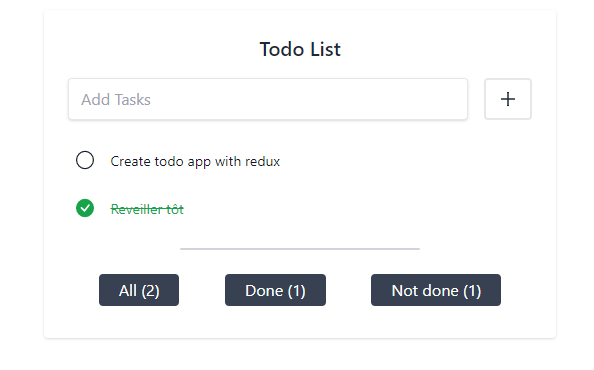 Todo List
Add Tasks
Create todo app with redux
Reveiller tôt
All (2) Done (1) Not done (1)